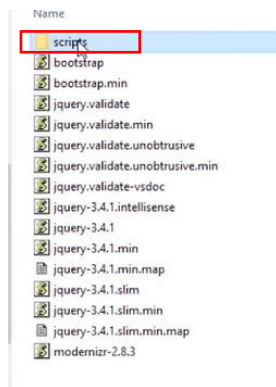 Name
scripts
bootstrap
bootstrap.min
jquery.validate
jquery.validate.min
jquery.validate.unobtrusive
jquery.validate.unobtrusive.min
jquery.validate-vsdoc
jquery-3.4.1.intellisense
jquery-3.4.1
jquery-3.4.1.min
jquery-3.4.1.min.map
jquery-3.4.1.slim
jquery-3.4.1.slim.min
jquery-3.4.1.slim.min.map
modernizr-2.8.3